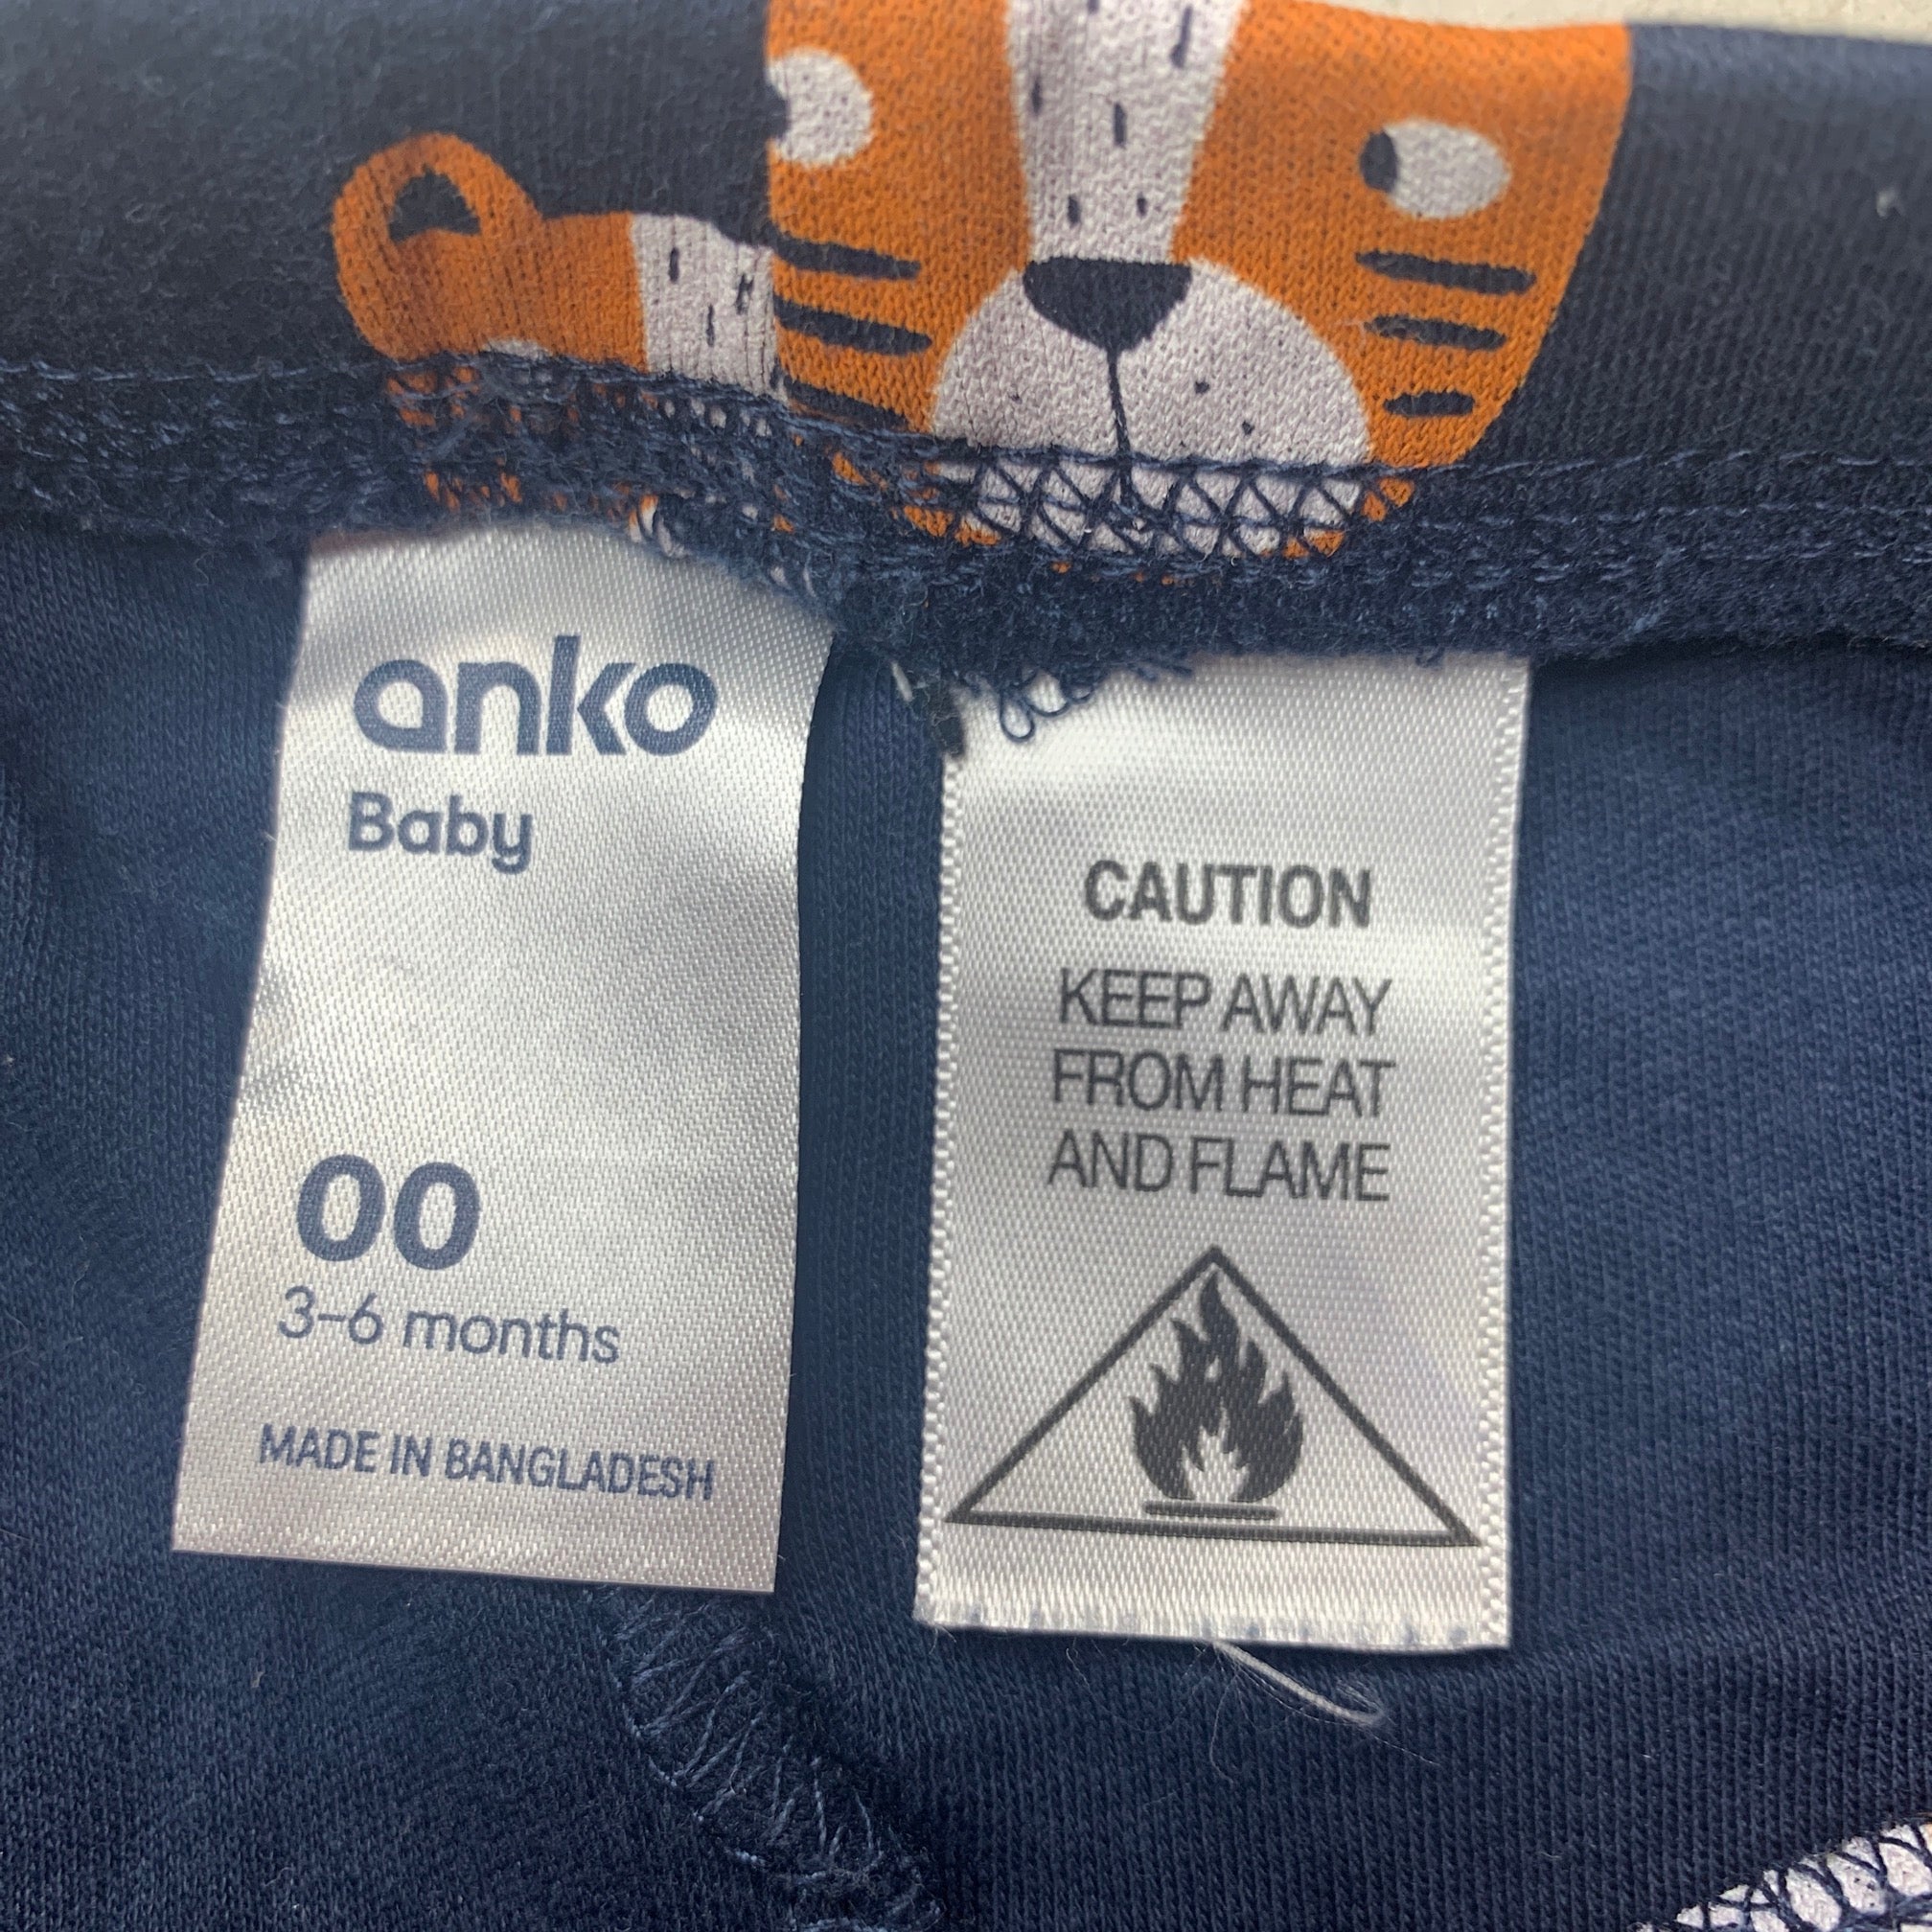 anko
Baby
00
3-6 months
MADE IN BANGLADESH
CAUTION
KEEP AWAY
FROM HEAT
AND FLAME